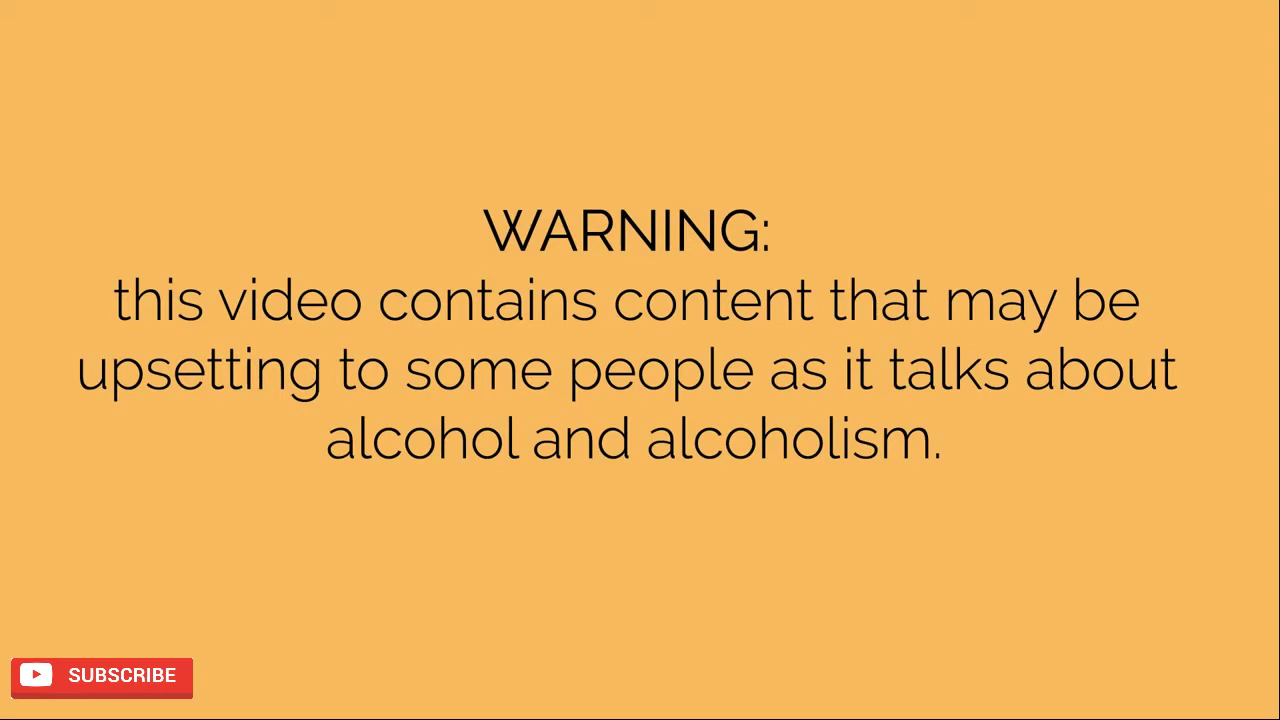 WARNING:
this video contains content that may be
upsetting to some people as it talks about
alcohol and alcoholism.
SUBSCRIBE